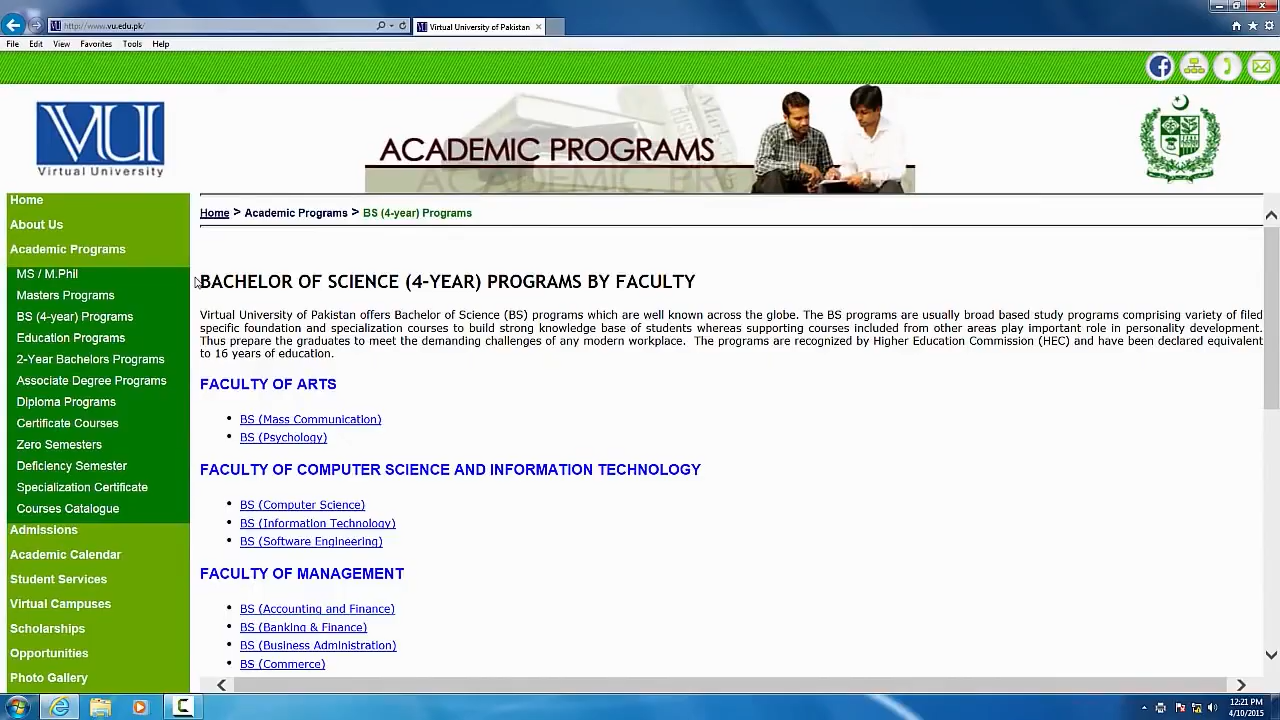 http://www.vu.edu.pk/
Virtual University of Pakistan
File Edit View Favorites Tools Help
VU
Virtual University
ACADEMIC PROGRAMS
Home
About Us
Academic Programs
MS / M.Phil
Masters Programs
BS (4-year) Programs
Education Programs
2-Year Bachelors Programs
Associate Degree Programs
Diploma Programs
Certificate Courses
Zero Semesters
Deficiency Semester
Specialization Certificate
Courses Catalogue
Admissions
Academic Calendar
Student Services
Virtual Campuses
Scholarships
Opportunities
Photo Gallery
Home > Academic Programs > BS (4-year) Programs
BACHELOR OF SCIENCE (4-YEAR) PROGRAMS BY FACULTY
Virtual University of Pakistan offers Bachelor of Science (BS) programs which are well known across the globe. The BS programs are usually broad based study programs comprising variety of filed
specific foundation and specialization courses to build strong knowledge base of students whereas supporting courses included from other areas play important role in personality development.
Thus prepare the graduates to meet the demanding challenges of any modern workplace. The programs are recognized by Higher Education Commission (HEC) and have been declared equivalent
to 16 years of education.
FACULTY OF ARTS
• BS (Mass Communication)
• BS (Psychology)
FACULTY OF COMPUTER SCIENCE AND INFORMATION TECHNOLOGY
• BS (Computer Science)
• BS (Information Technology)
• BS (Software Engineering)
FACULTY OF MANAGEMENT
• BS (Accounting and Finance)
• BS (Banking & Finance)
• BS (Business Administration)
• BS (Commerce)
12:21 PM
4/10/2015